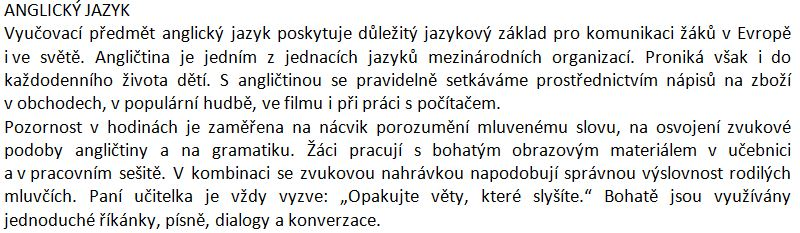 ANGLICKÝ JAZYK
Vyučovací předmět anglický jazyk poskytuje důležitý jazykový základ pro komunikaci žáků v Evropě
i ve světě. Angličtina je jedním z jednacích jazyků mezinárodních organizací. Proniká však i do
každodenního života dětí. S angličtinou se pravidelně setkáváme prostřednictvím nápisů na zboží
v obchodech, v populární hudbě, ve filmu i při práci s počítačem.
Pozornost v hodinách je zaměřena na nácvik porozumění mluvenému slovu, na osvojení zvukové
podoby angličtiny a na gramatiku. Žáci pracují s bohatým obrazovým materiálem v učebnici
a v pracovním sešitě. V kombinaci se zvukovou nahrávkou napodobují správnou výslovnost rodilých
mluvčích. Paní učitelka je vždy vyzve: „Opakujte věty, které slyšíte.“ Bohatě jsou využívány
jednoduché říkánky, písně, dialogy a konverzace.